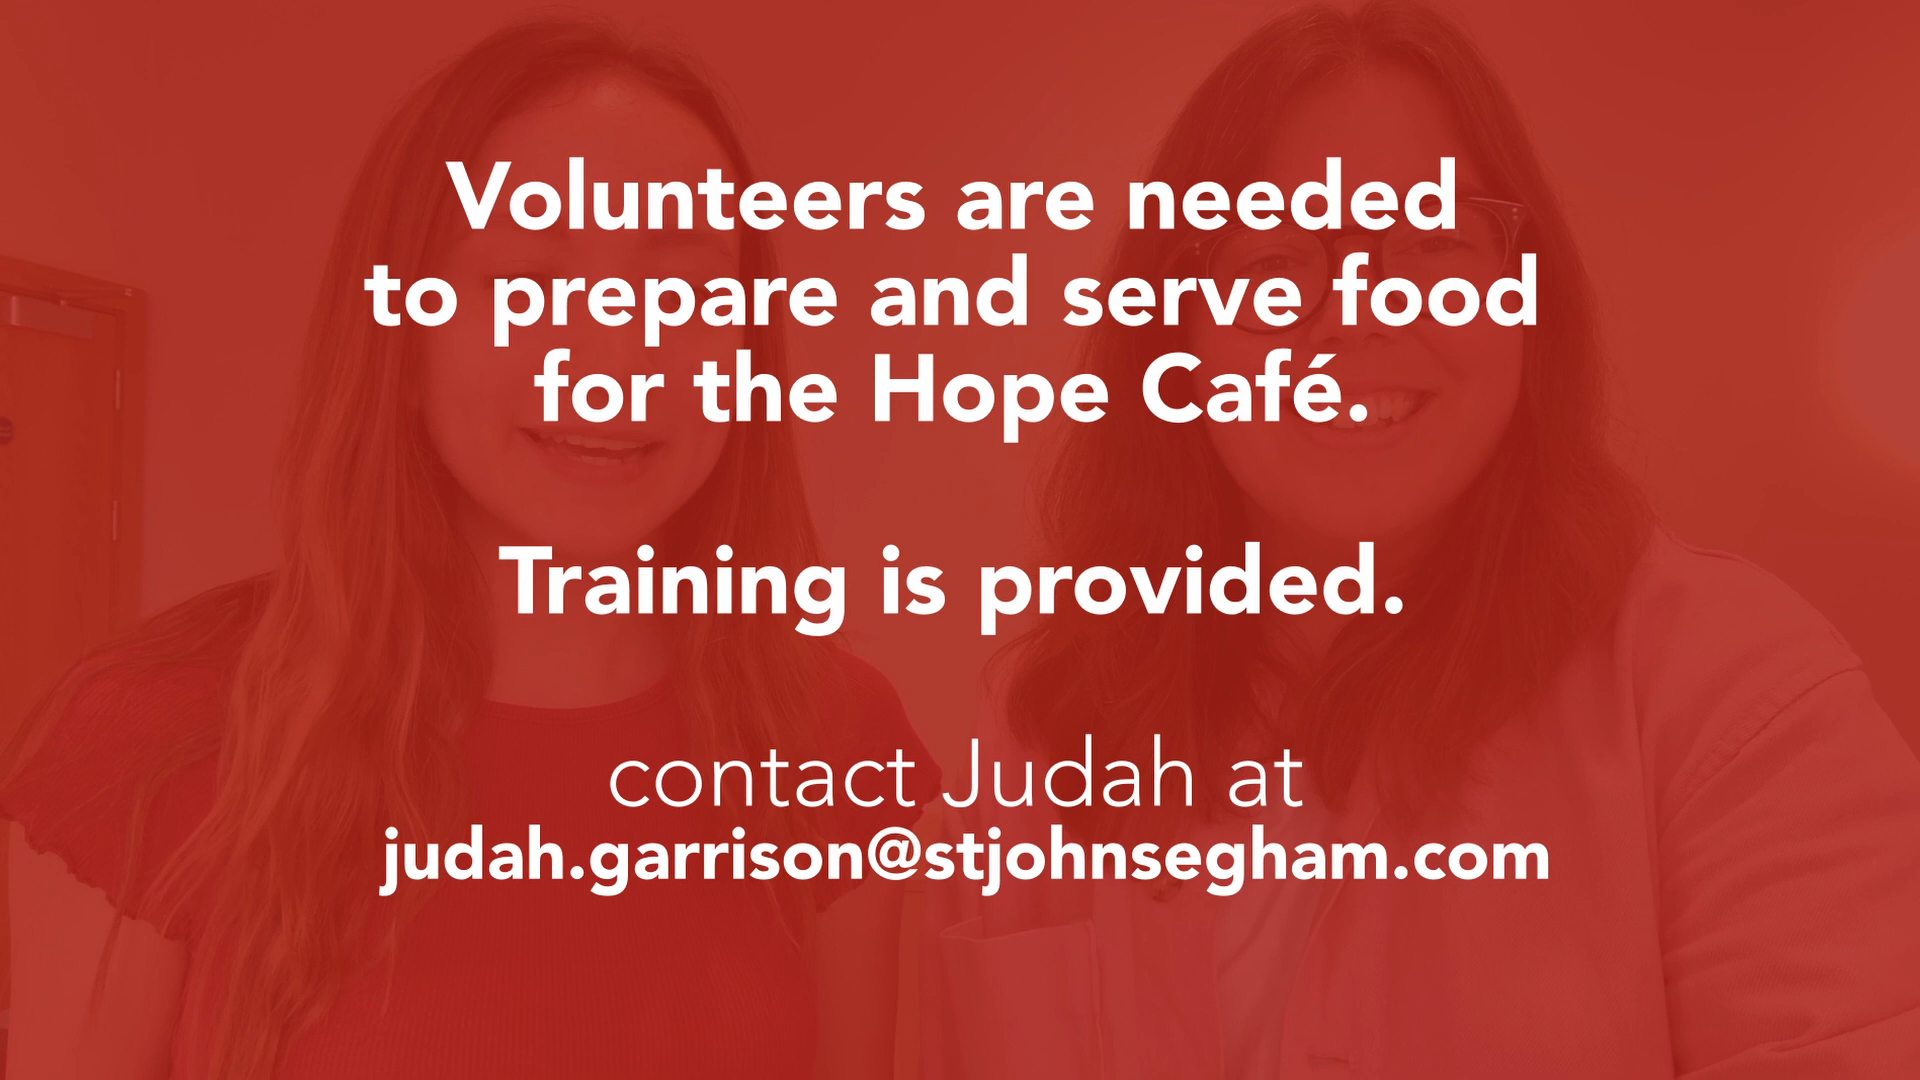 Volunteers are needed
to prepare and serve food
for the Hope Café.
Training is provided.
contact Judah at
judah.garrison@stjohnsegham.com